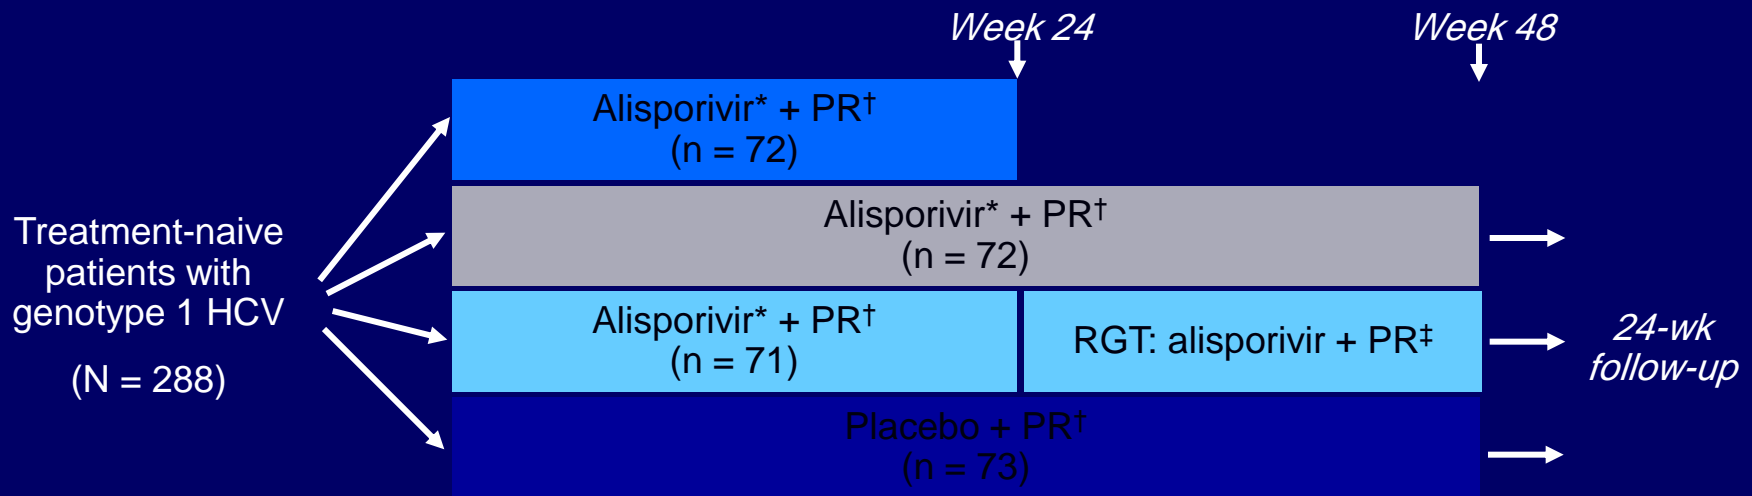 Week 24
Week 48
Alisporivir* + PR†
(n = 72)
Alisporivir* + PR†
(n = 72)
Treatment-naive
patients with
genotype 1 HCV
(N = 288)
Alisporivir* + PR†
(n = 71)
RGT: alisporivir + PR‡
24-wk
follow-up
Placebo + PR†
(n = 73)